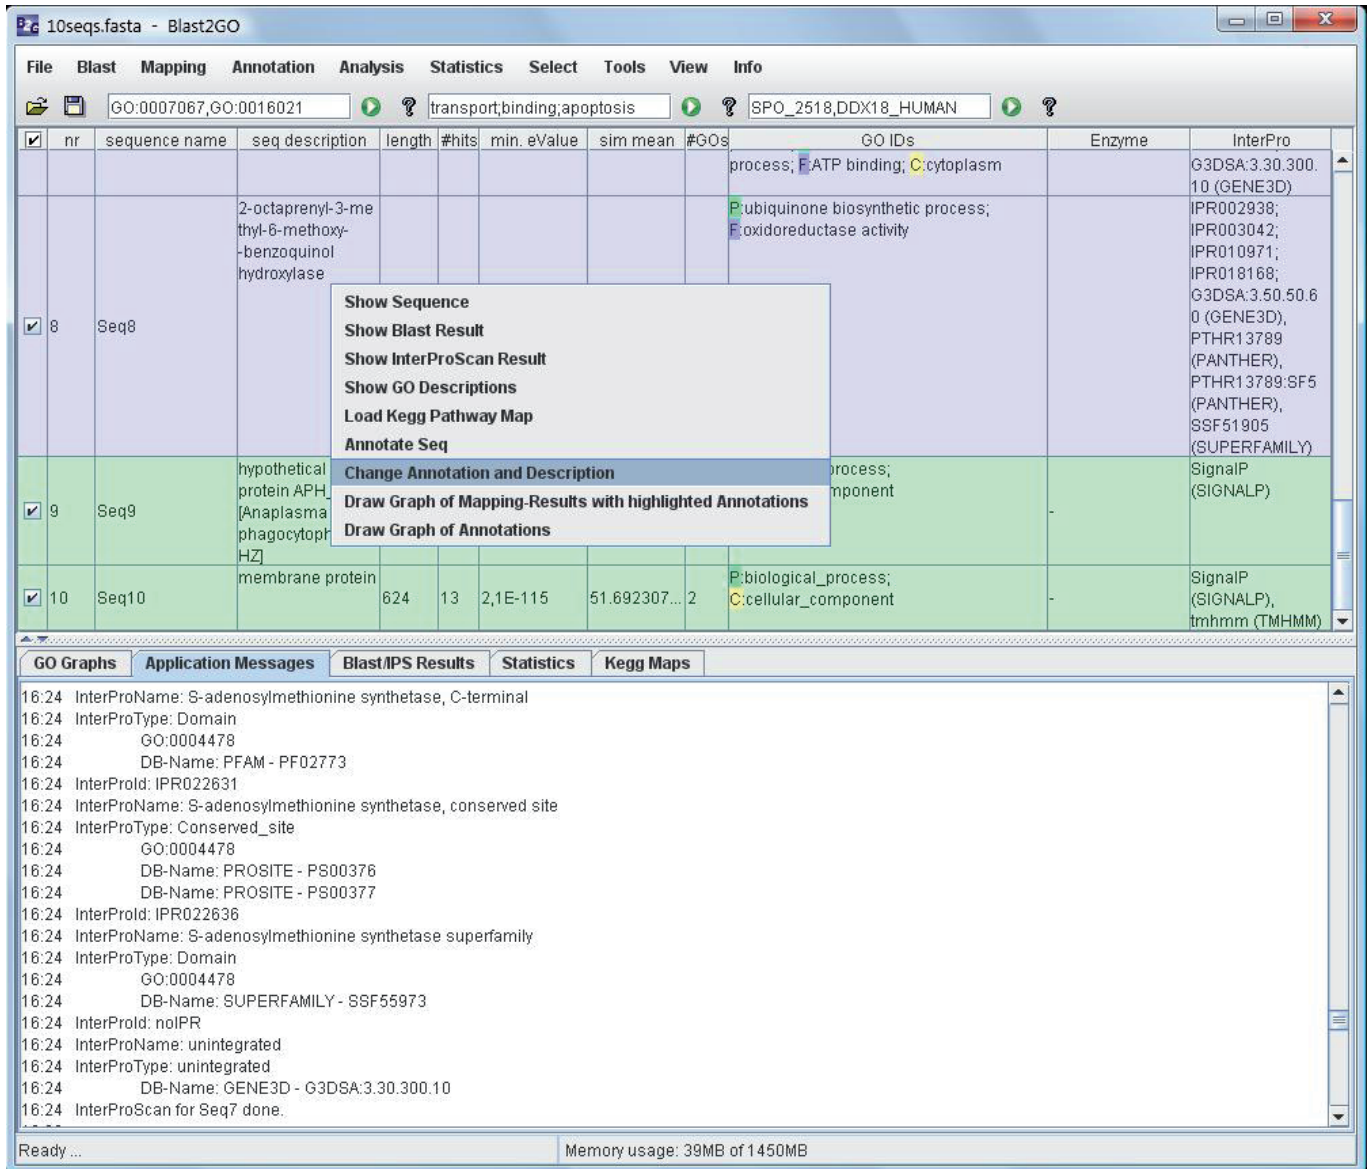 B2G 10seqs.fasta - Blast2GO
File Blast Mapping Annotation Analysis Statistics Select Tools View Info
GO:0007067,GO:0016021 ? transport;binding;apoptosis ? SPO_2518,DDX18_HUMAN ?
nr sequence name seq description length #hits min. eValue sim mean #GOs GO IDs Enzyme InterPro
process; F:ATP binding; C:cytoplasm G3DSA:3.30.300.
10 (GENE3D)
2-octaprenyl-3-me P:ubiquinone biosynthetic process; IPR002938;
thyl-6-methoxy- F:oxidoreductase activity IPR003042;
-benzoquinol IPR010971;
hydroxylase IPR018168;
G3DSA:3.50.50.6
8 Seq8 0 (GENE3D),
PTHR13789
(PANTHER),
PTHR13789:SF5
(PANTHER),
SSF51905
(SUPERFAMILY)
Show Sequence
Show Blast Result
Show InterProScan Result
Show GO Descriptions
Load Kegg Pathway Map
Annotate Seq
Change Annotation and Description
Draw Graph of Mapping-Results with highlighted Annotations
Draw Graph of Annotations
hypothetical process; SignalP
protein APH_ mponent (SIGNALP)
9 Seq9 [Anaplasma -
phagocytoph
HZ]
membrane protein P:biological_process; SignalP
10 Seq10 624 13 2,1E-115 51.692307... 2 C:cellular_component - (SIGNALP),
tmhmm (TMHMM)
GO Graphs Application Messages Blast/IPS Results Statistics Kegg Maps
16:24 InterProName: S-adenosylmethionine synthetase, C-terminal
16:24 InterProType: Domain
16:24 GO:0004478
16:24 DB-Name: PFAM - PF02773
16:24 InterProId: IPR022631
16:24 InterProName: S-adenosylmethionine synthetase, conserved site
16:24 InterProType: Conserved_site
16:24 GO:0004478
16:24 DB-Name: PROSITE - PS00376
16:24 DB-Name: PROSITE - PS00377
16:24 InterProId: IPR022636
16:24 InterProName: S-adenosylmethionine synthetase superfamily
16:24 InterProType: Domain
16:24 GO:0004478
16:24 DB-Name: SUPERFAMILY - SSF55973
16:24 InterProId: noIPR
16:24 InterProName: unintegrated
16:24 InterProType: unintegrated
16:24 DB-Name: GENE3D - G3DSA:3.30.300.10
16:24 InterProScan for Seq7 done.
Ready ... Memory usage: 39MB of 1450MB